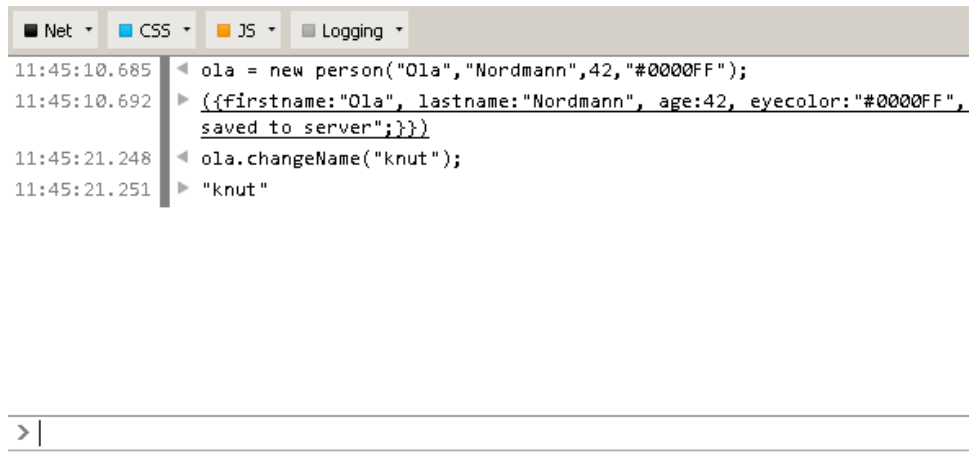 Net CSS JS Logging
11:45:10.685 ola = new person("Ola","Nordmann",42,"#0000FF");
11:45:10.692 ({firstname:"Ola", lastname:"Nordmann", age:42, eyecolor:"#0000FF",
saved to server";}})
11:45:21.248 ola.changeName("knut");
11:45:21.251 "knut"
>